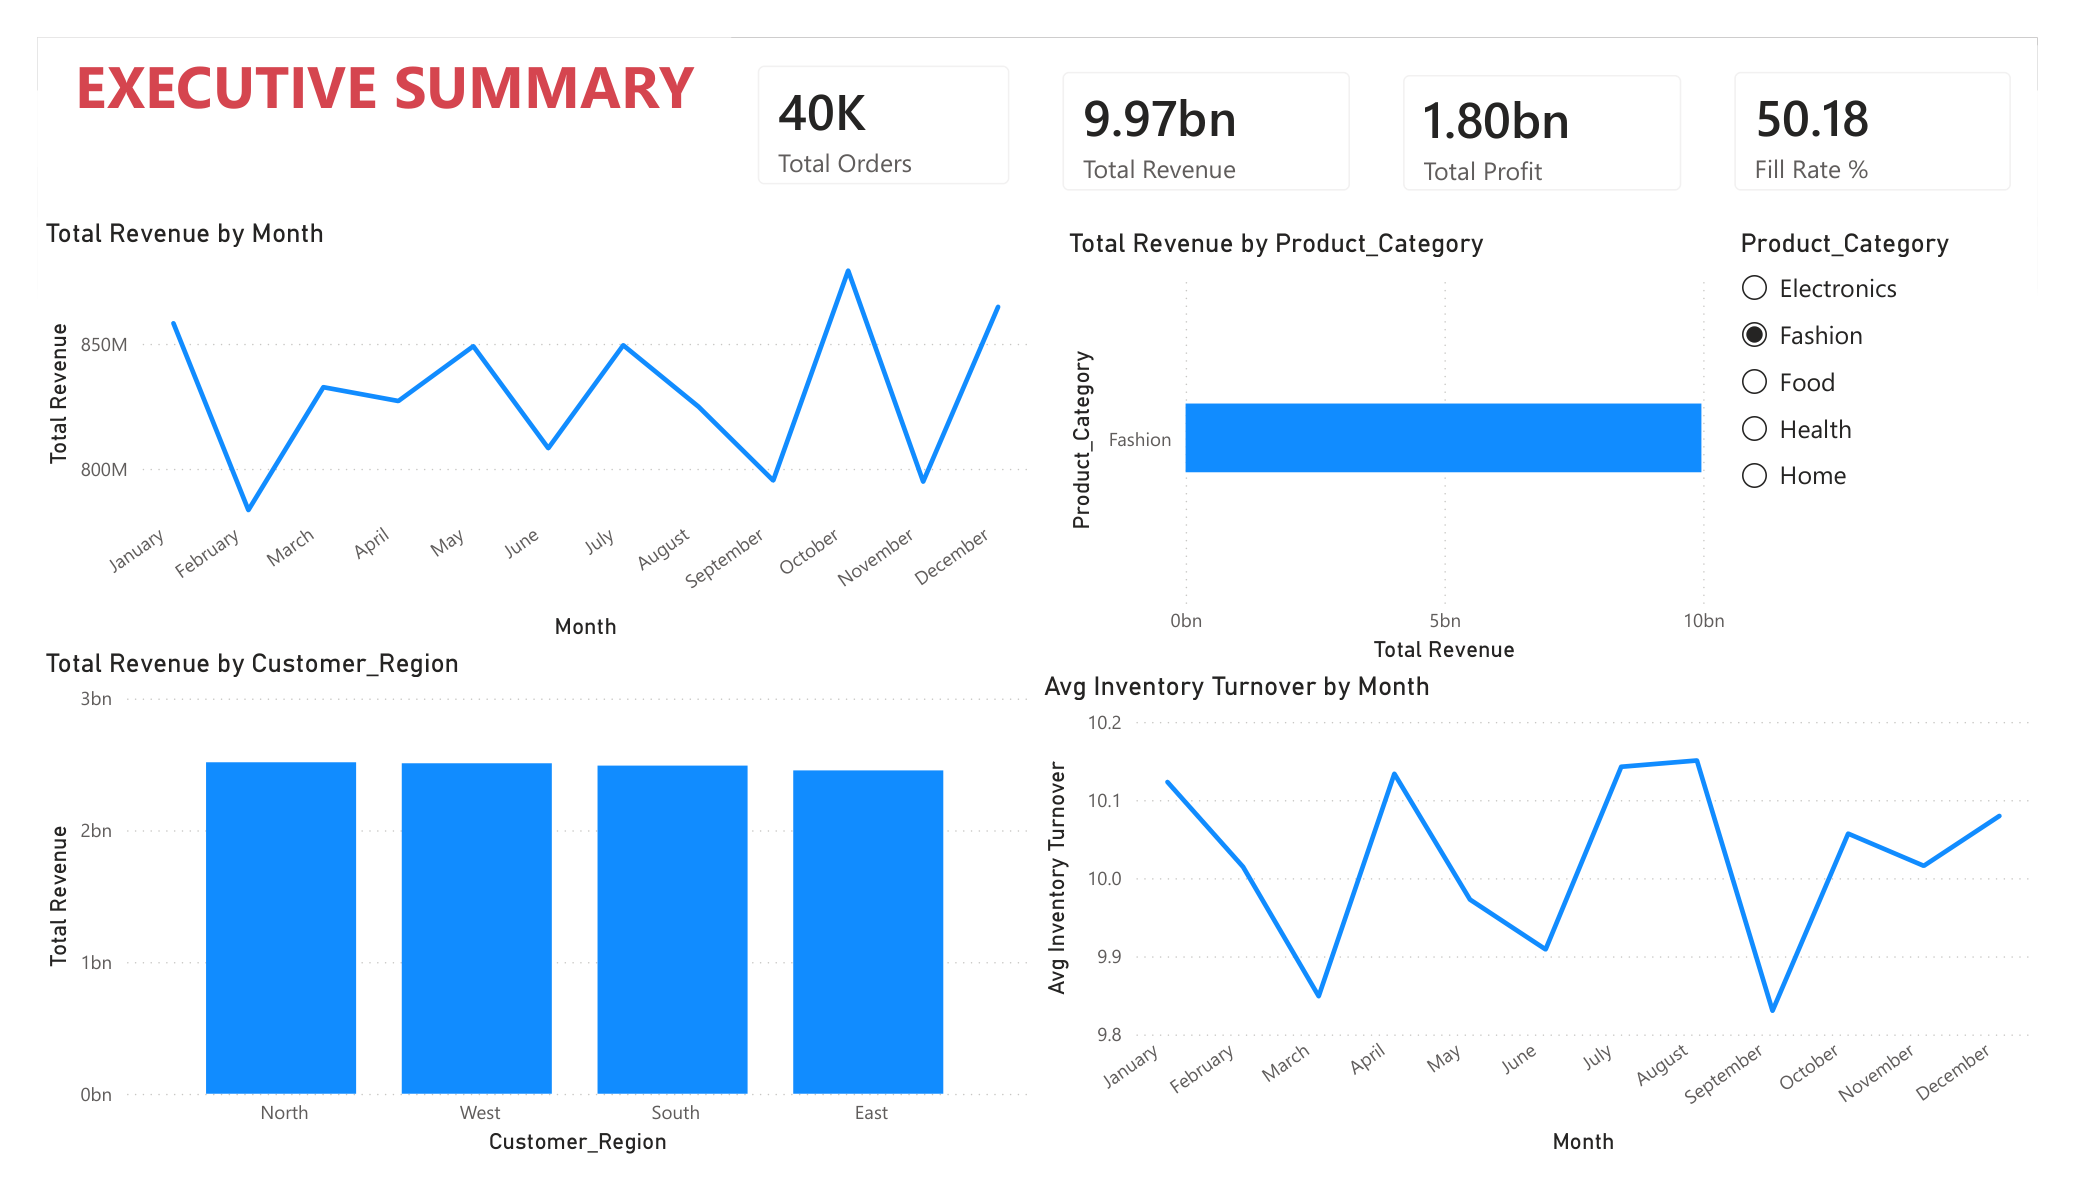 EXECUTIVE SUMMARY
40K
Total Orders
9.97bn
Total Revenue
1.80bn
Total Profit
50.18
Fill Rate %
Total Revenue by Month
Total Revenue
850M
800M
January
February
March
April
May
June
July
August
September
October
November
December
Month
Total Revenue by Product_Category
Product_Category
Fashion
0bn
5bn
10bn
Total Revenue
Product_Category
Electronics
Fashion
Food
Health
Home
Total Revenue by Customer_Region
Total Revenue
3bn
2bn
1bn
0bn
North
West
South
East
Customer_Region
Avg Inventory Turnover by Month
Avg Inventory Turnover
10.2
10.1
10.0
9.9
9.8
January
February
March
April
May
June
July
August
September
October
November
December
Month